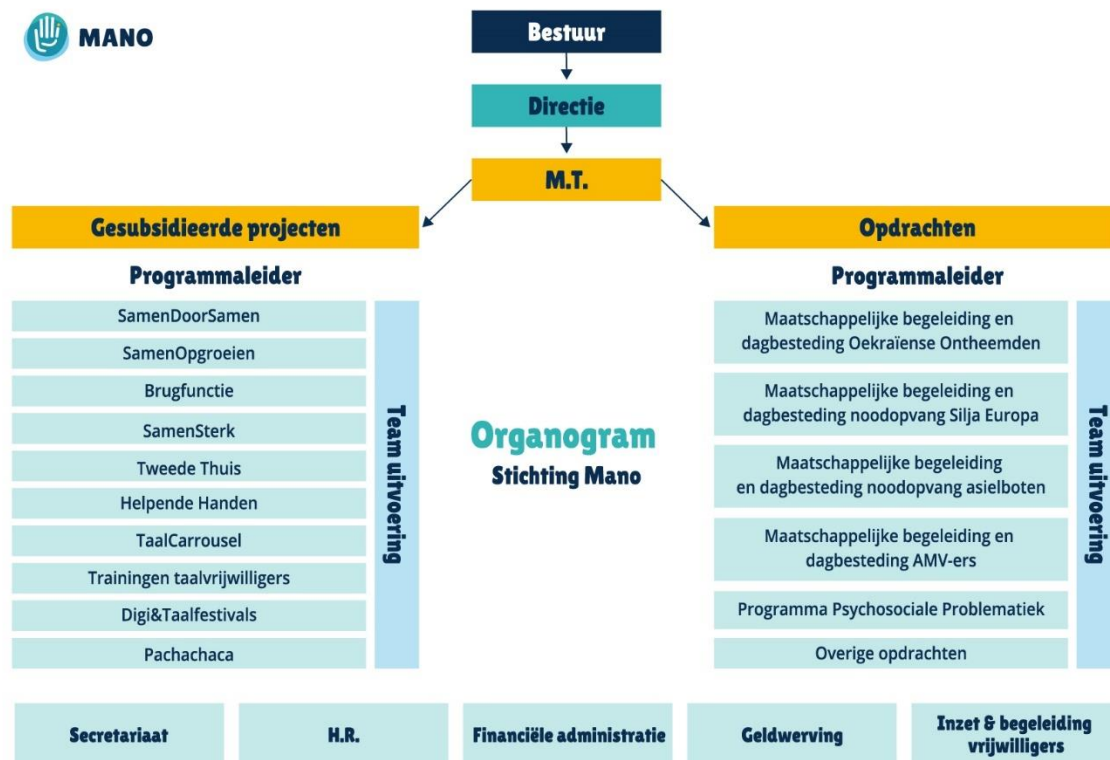 MANO
Bestuur
Directie
M.T.
Gesubsidieerde projecten
Programmaleider
SamenDoorSamen
SamenOpgroeien
Brugfunctie
SamenSterk
Tweede Thuis
Helpende Handen
TaalCarrousel
Trainingen taalvrijwilligers
Digi&Taalfestivals
Pachachaca
Team uitvoering
Organogram
Stichting Mano
Opdrachten
Programmaleider
Maatschappelijke begeleiding en
dagbesteding Oekraïense Ontheemden
Maatschappelijke begeleiding en
dagbesteding noodopvang Silja Europa
Maatschappelijke begeleiding
en dagbesteding noodopvang asielboten
Maatschappelijke begeleiding en
dagbesteding AMV-ers
Programma Psychosociale Problematiek
Overige opdrachten
Team uitvoering
Secretariaat
H.R.
Financiële administratie
Geldwerving
Inzet & begeleiding
vrijwilligers